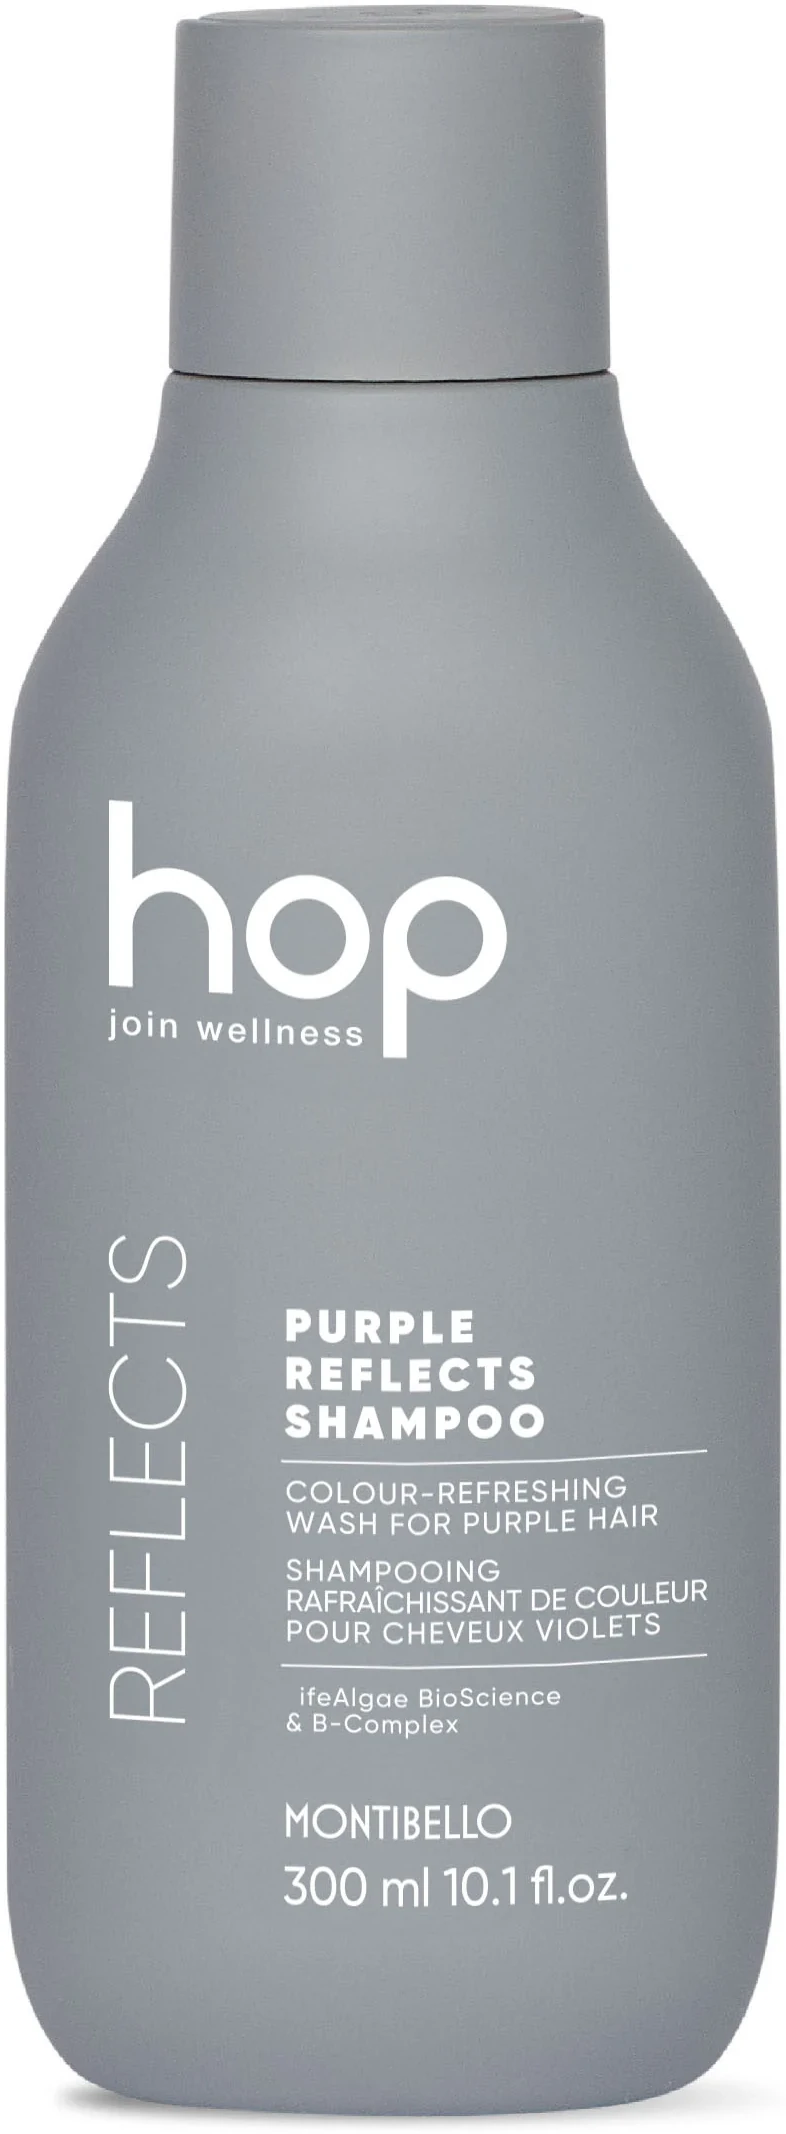 hop
join wellness
REFLECTS
PURPLE
REFLECTS
SHAMPOO
COLOUR-REFRESHING
WASH FOR PURPLE HAIR
SHAMPOOING
RAFRAÎCHISSANT DE COULEUR
POUR CHEVEUX VIOLETS
ifeAlgae BioScience
& B-Complex
MONTIBELLO
300 ml 10.1 fl.oz.